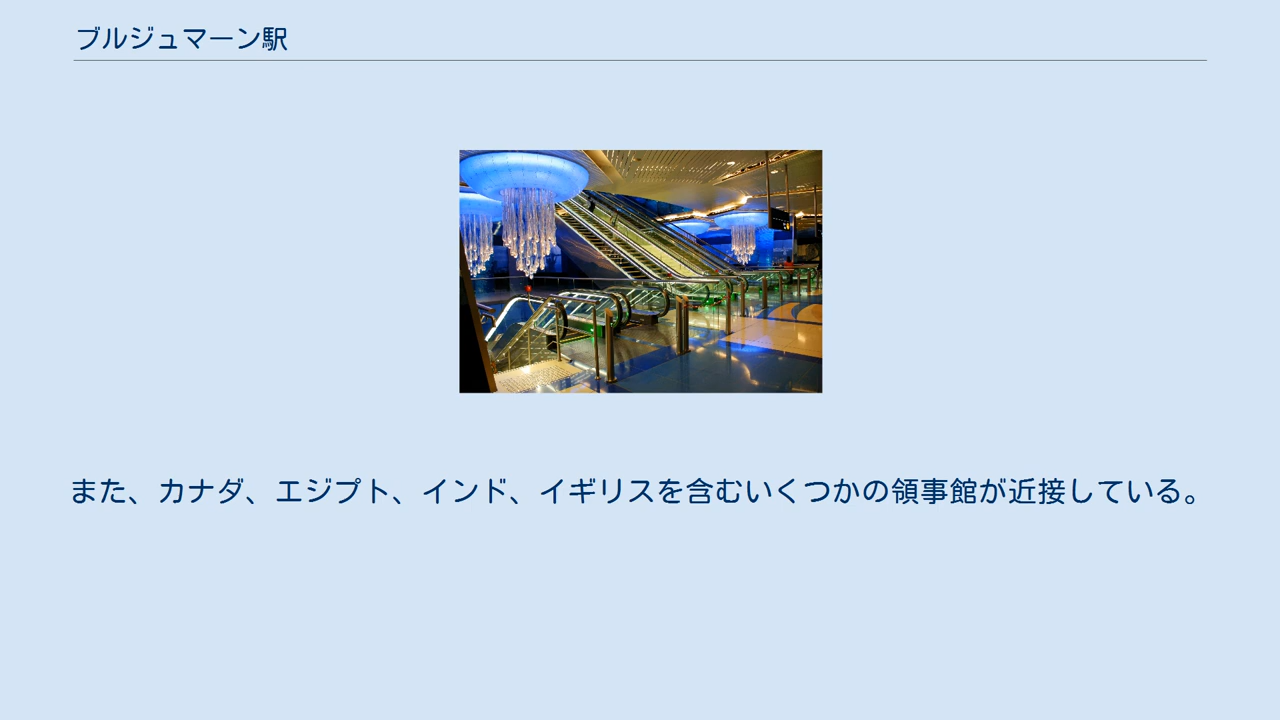 ブルジュマーン駅
また、カナダ、エジプト、インド、イギリスを含むいくつかの領事館が近接している。